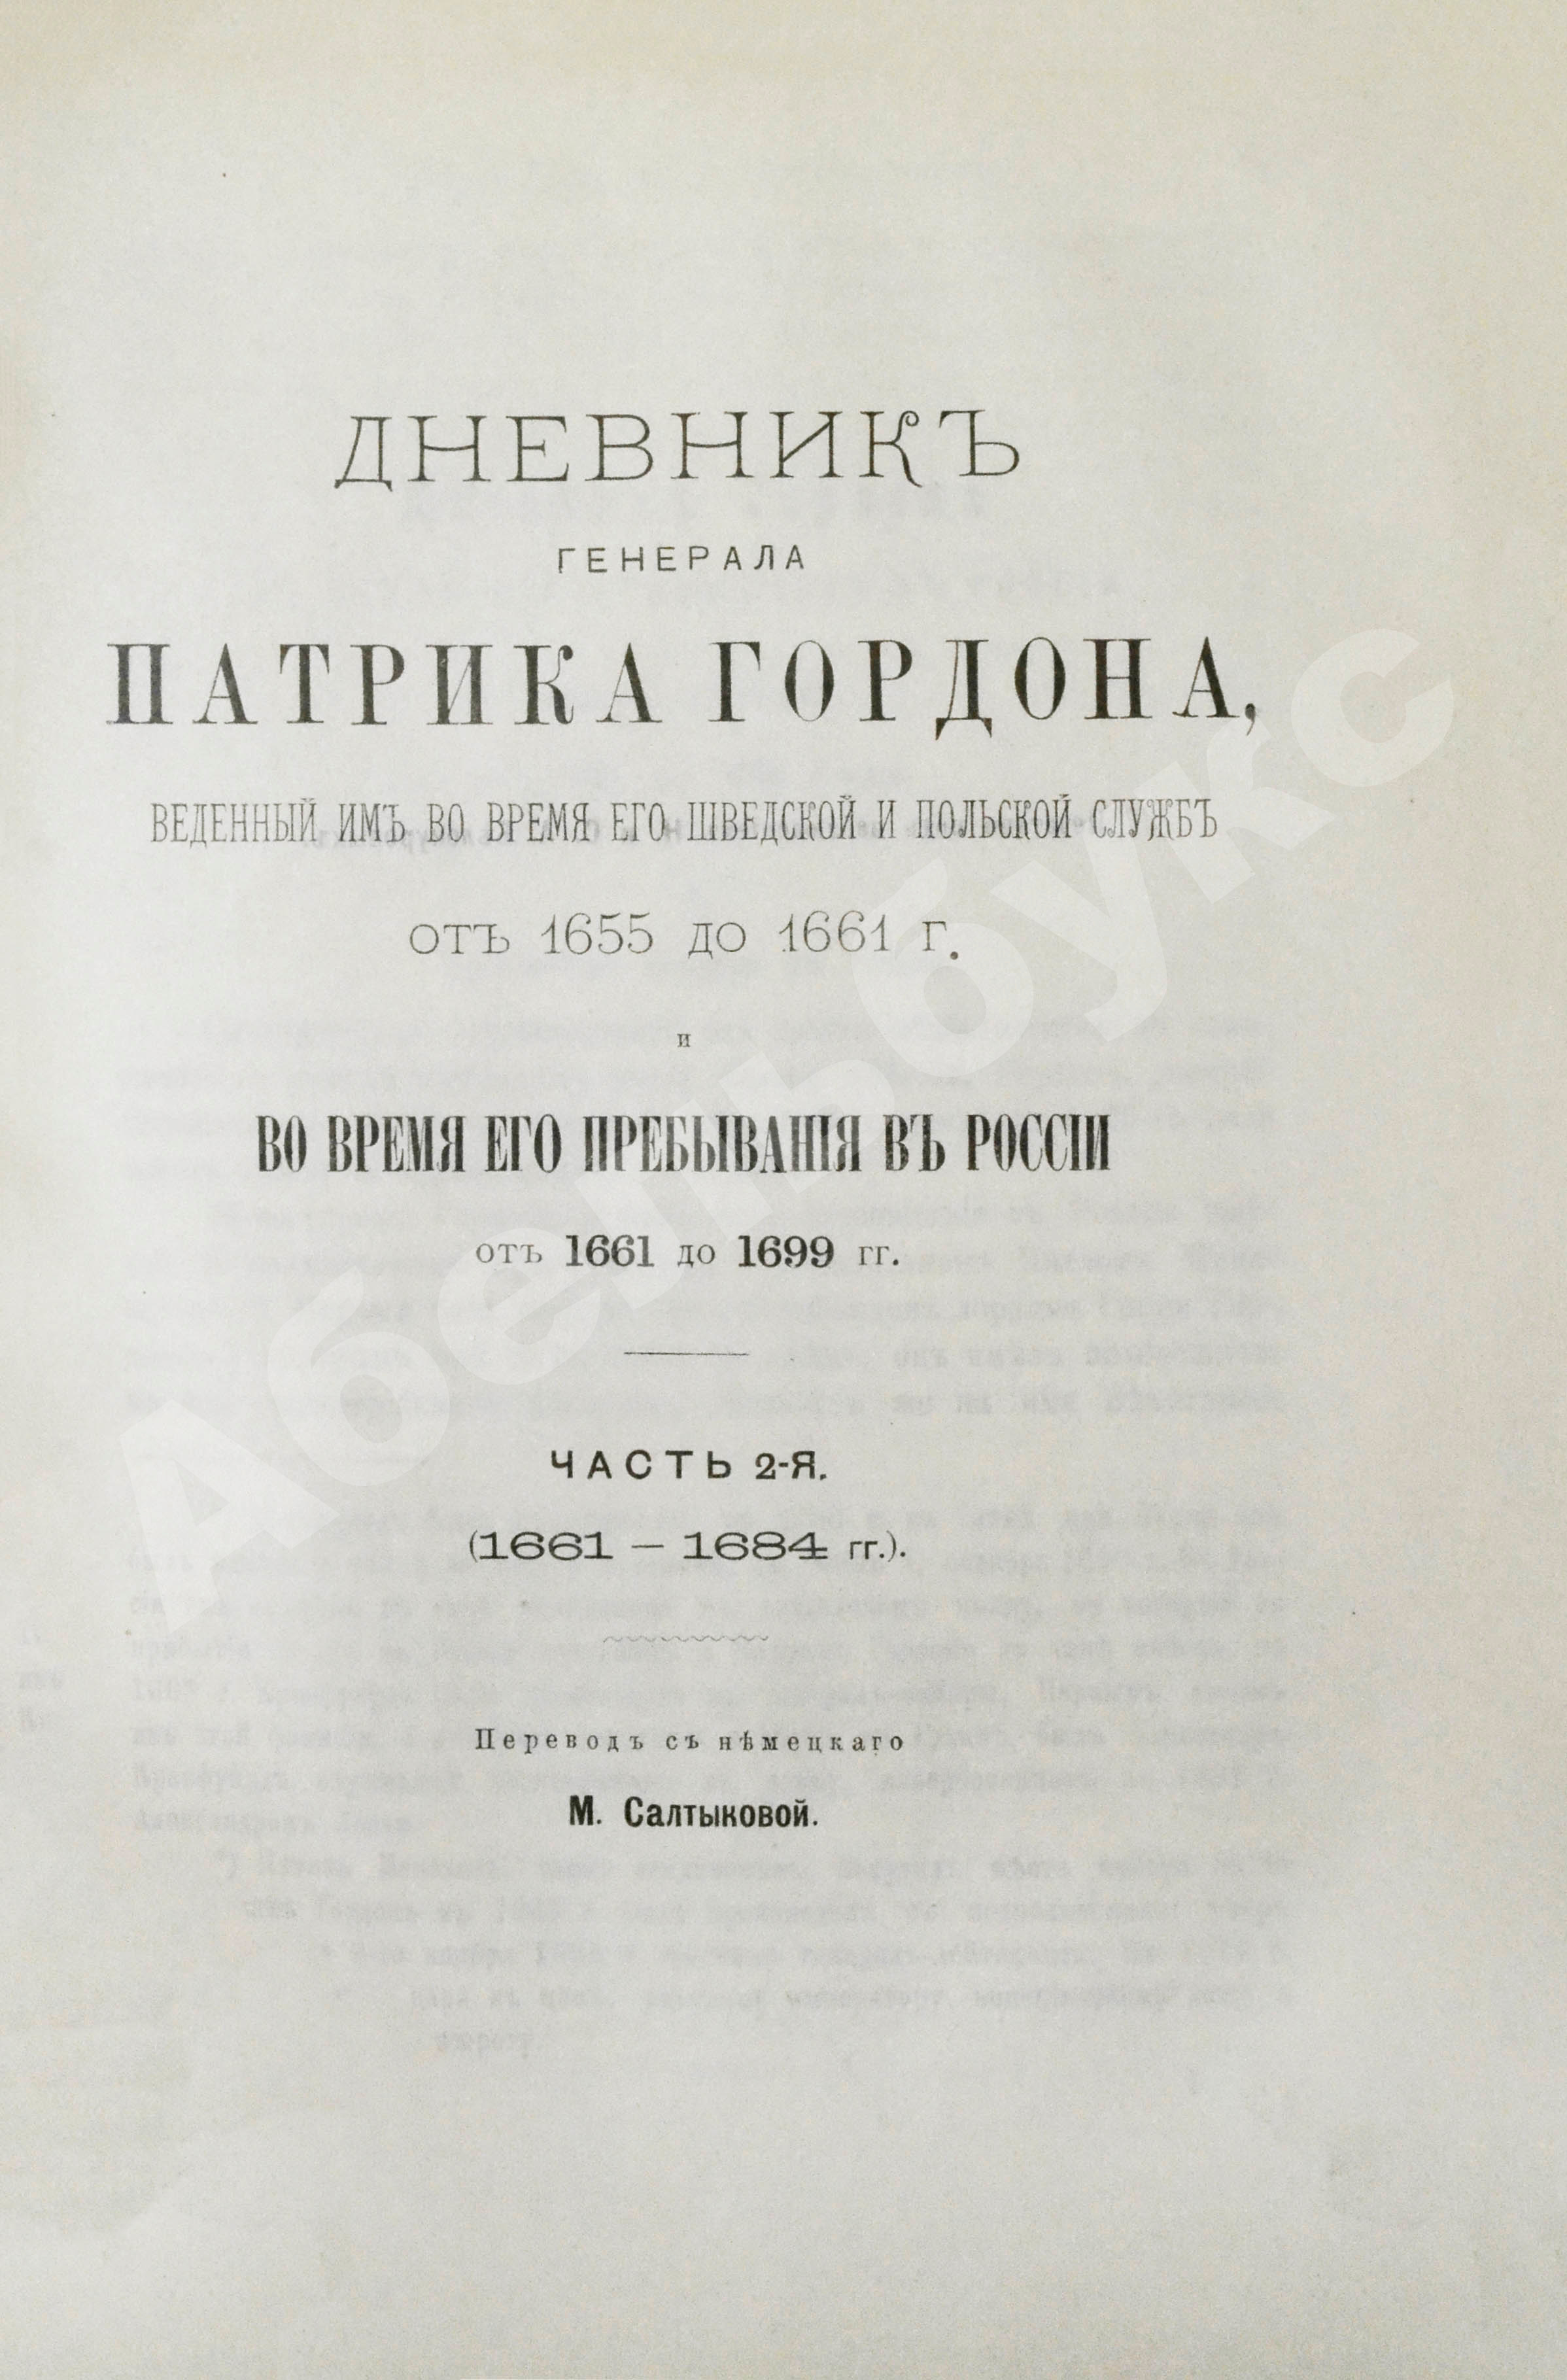 ДНЕВНИКЪ
ГЕНЕРАЛА
ПАТРИКА ГОРДОНА,
ВЕДЕННЫЙ ИМЪ ВО ВРЕМЯ ЕГО ШВЕДСКОЙ И ПОЛЬСКОЙ СЛУЖБЪ
ОТЪ 1655 ДО 1661 Г.
и
ВО ВРЕМЯ ЕГО ПРЕБЫВАНІЯ ВЪ РОССІИ
отъ 1661 до 1699 гг.
ЧАСТЬ 2-Я.
(1661 — 1684 гг.).
Переводъ съ нѣмецкаго
М. Салтыковой.
Абельбукс